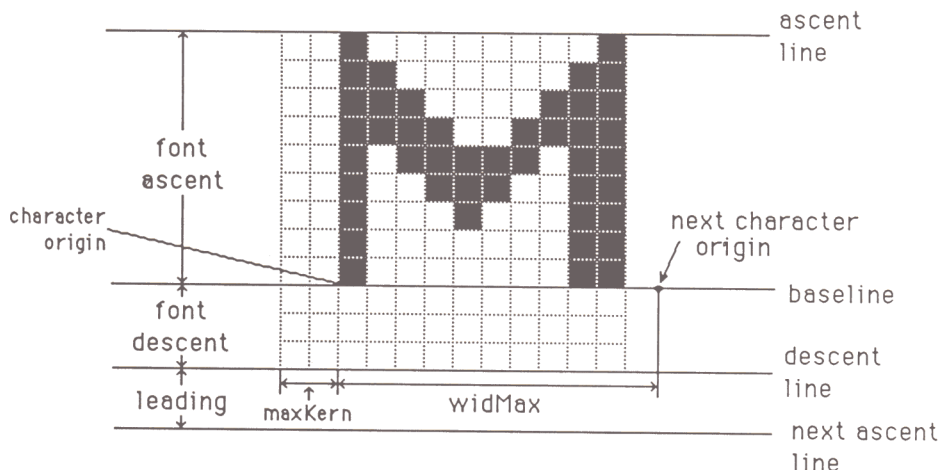 ascent
line
font
ascent
character
origin
next character
origin
baseline
font
descent
descent
line
leading
maxKern
widMax
next ascent
line